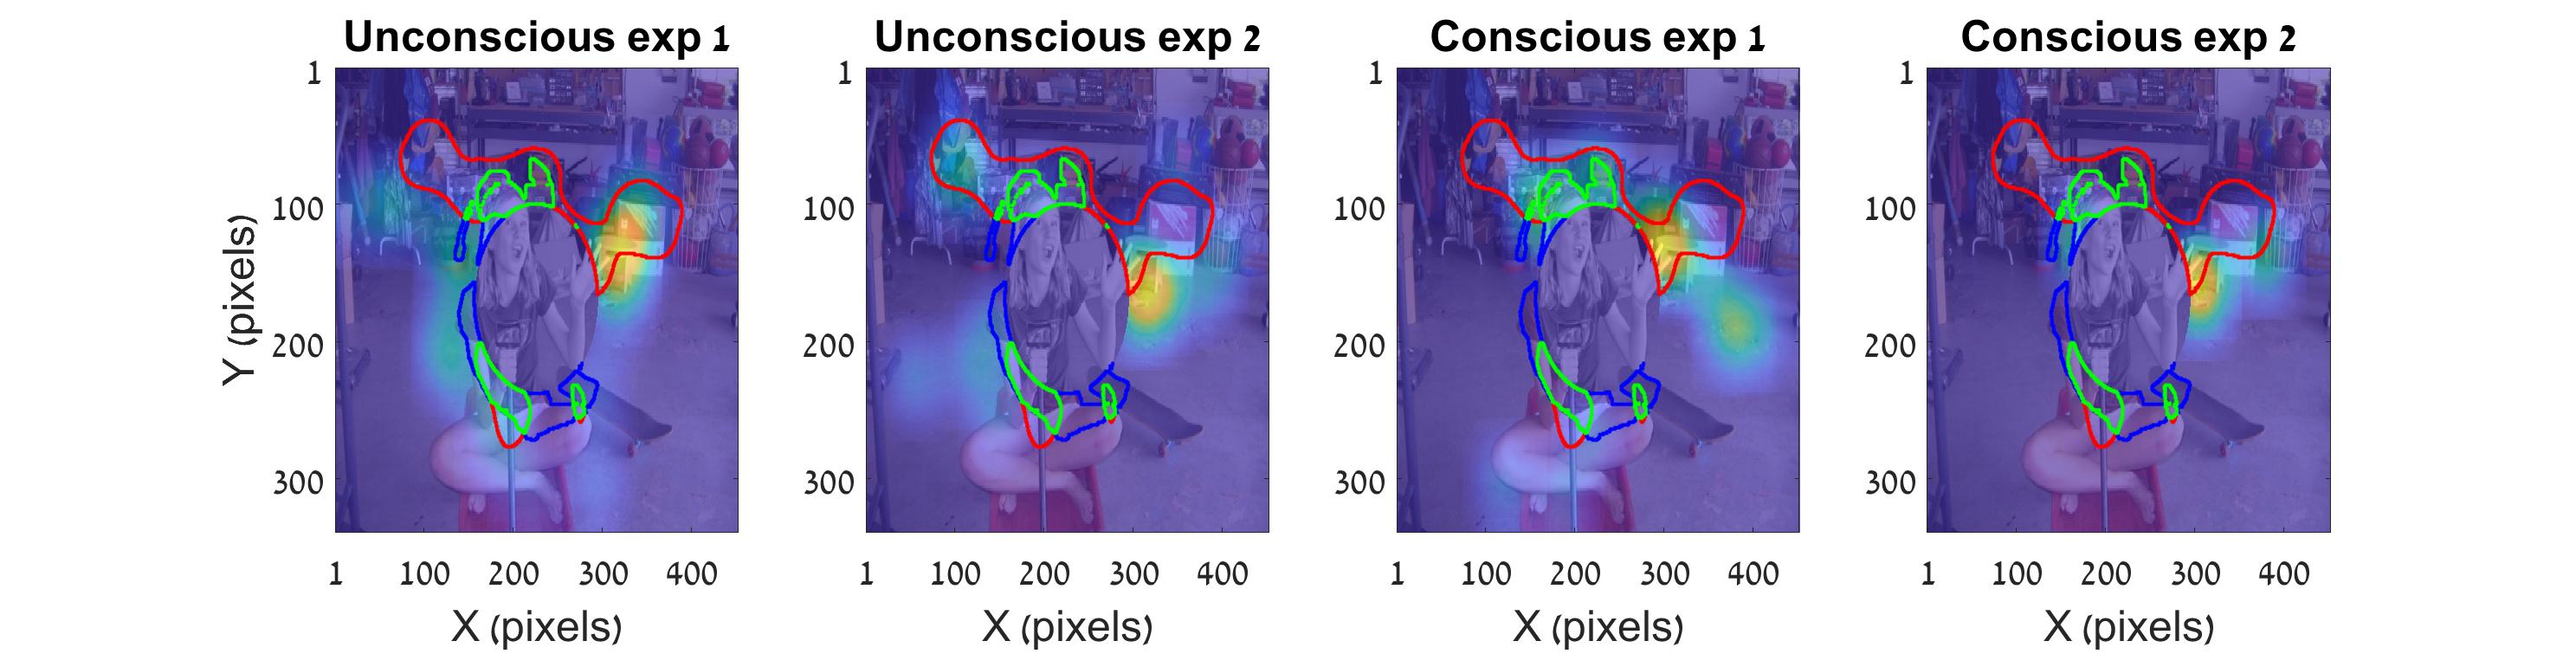 Unconscious exp 1 Unconscious exp 2 Conscious exp 1 Conscious exp 2
1 1 1 1
100 100 100 100
200 200 200 200
300 300 300 300
Y (pixels)
1 100 200 300 400 1 100 200 300 400 1 100 200 300 400 1 100 200 300 400
X (pixels) X (pixels) X (pixels) X (pixels)